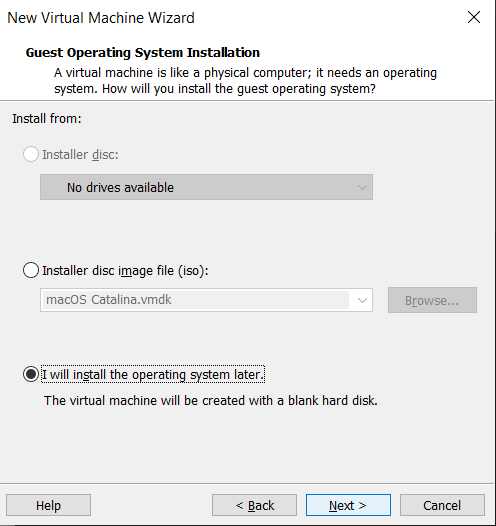 New Virtual Machine Wizard
Guest Operating System Installation
A virtual machine is like a physical computer; it needs an operating
system. How will you install the guest operating system?
Install from:
Installer disc:
No drives available
Installer disc image file (iso):
macOS Catalina.vmdk
Browse...
I will install the operating system later.
The virtual machine will be created with a blank hard disk.
Help
< Back
Next >
Cancel